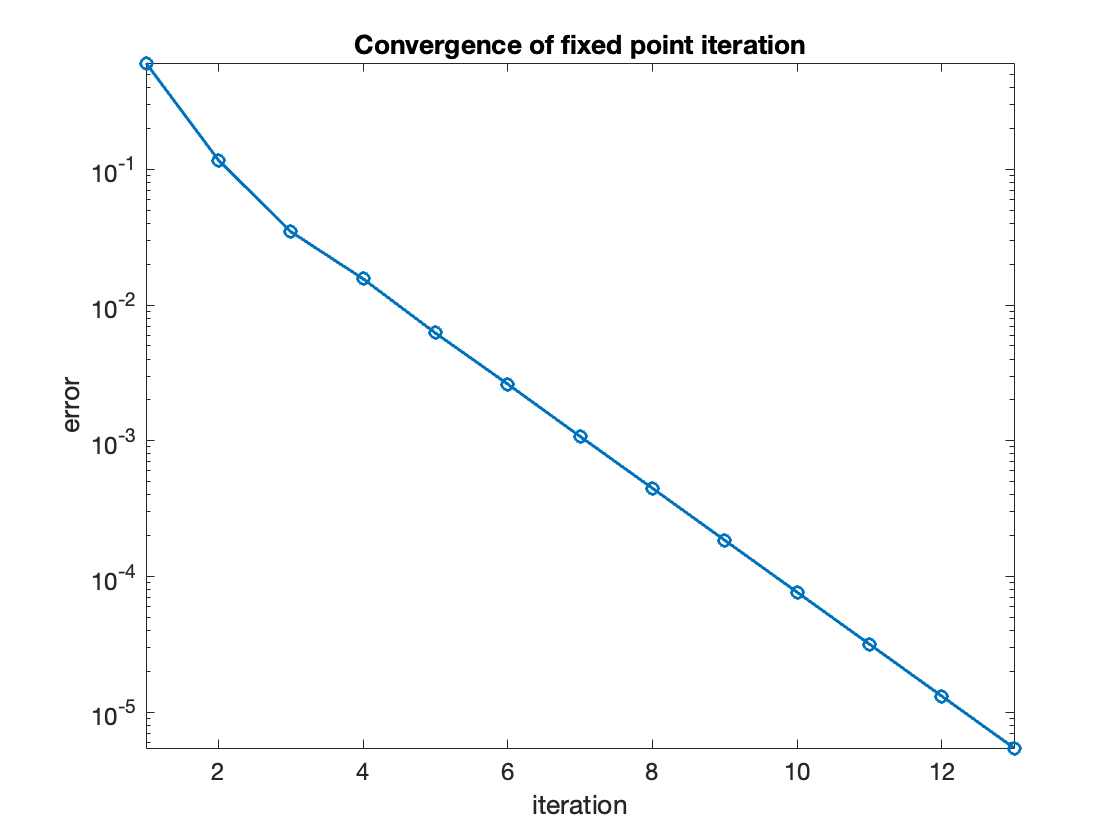 Convergence of fixed point iteration
10^-1
10^-2
10^-3
10^-4
10^-5
error
2 4 6 8 10 12
iteration